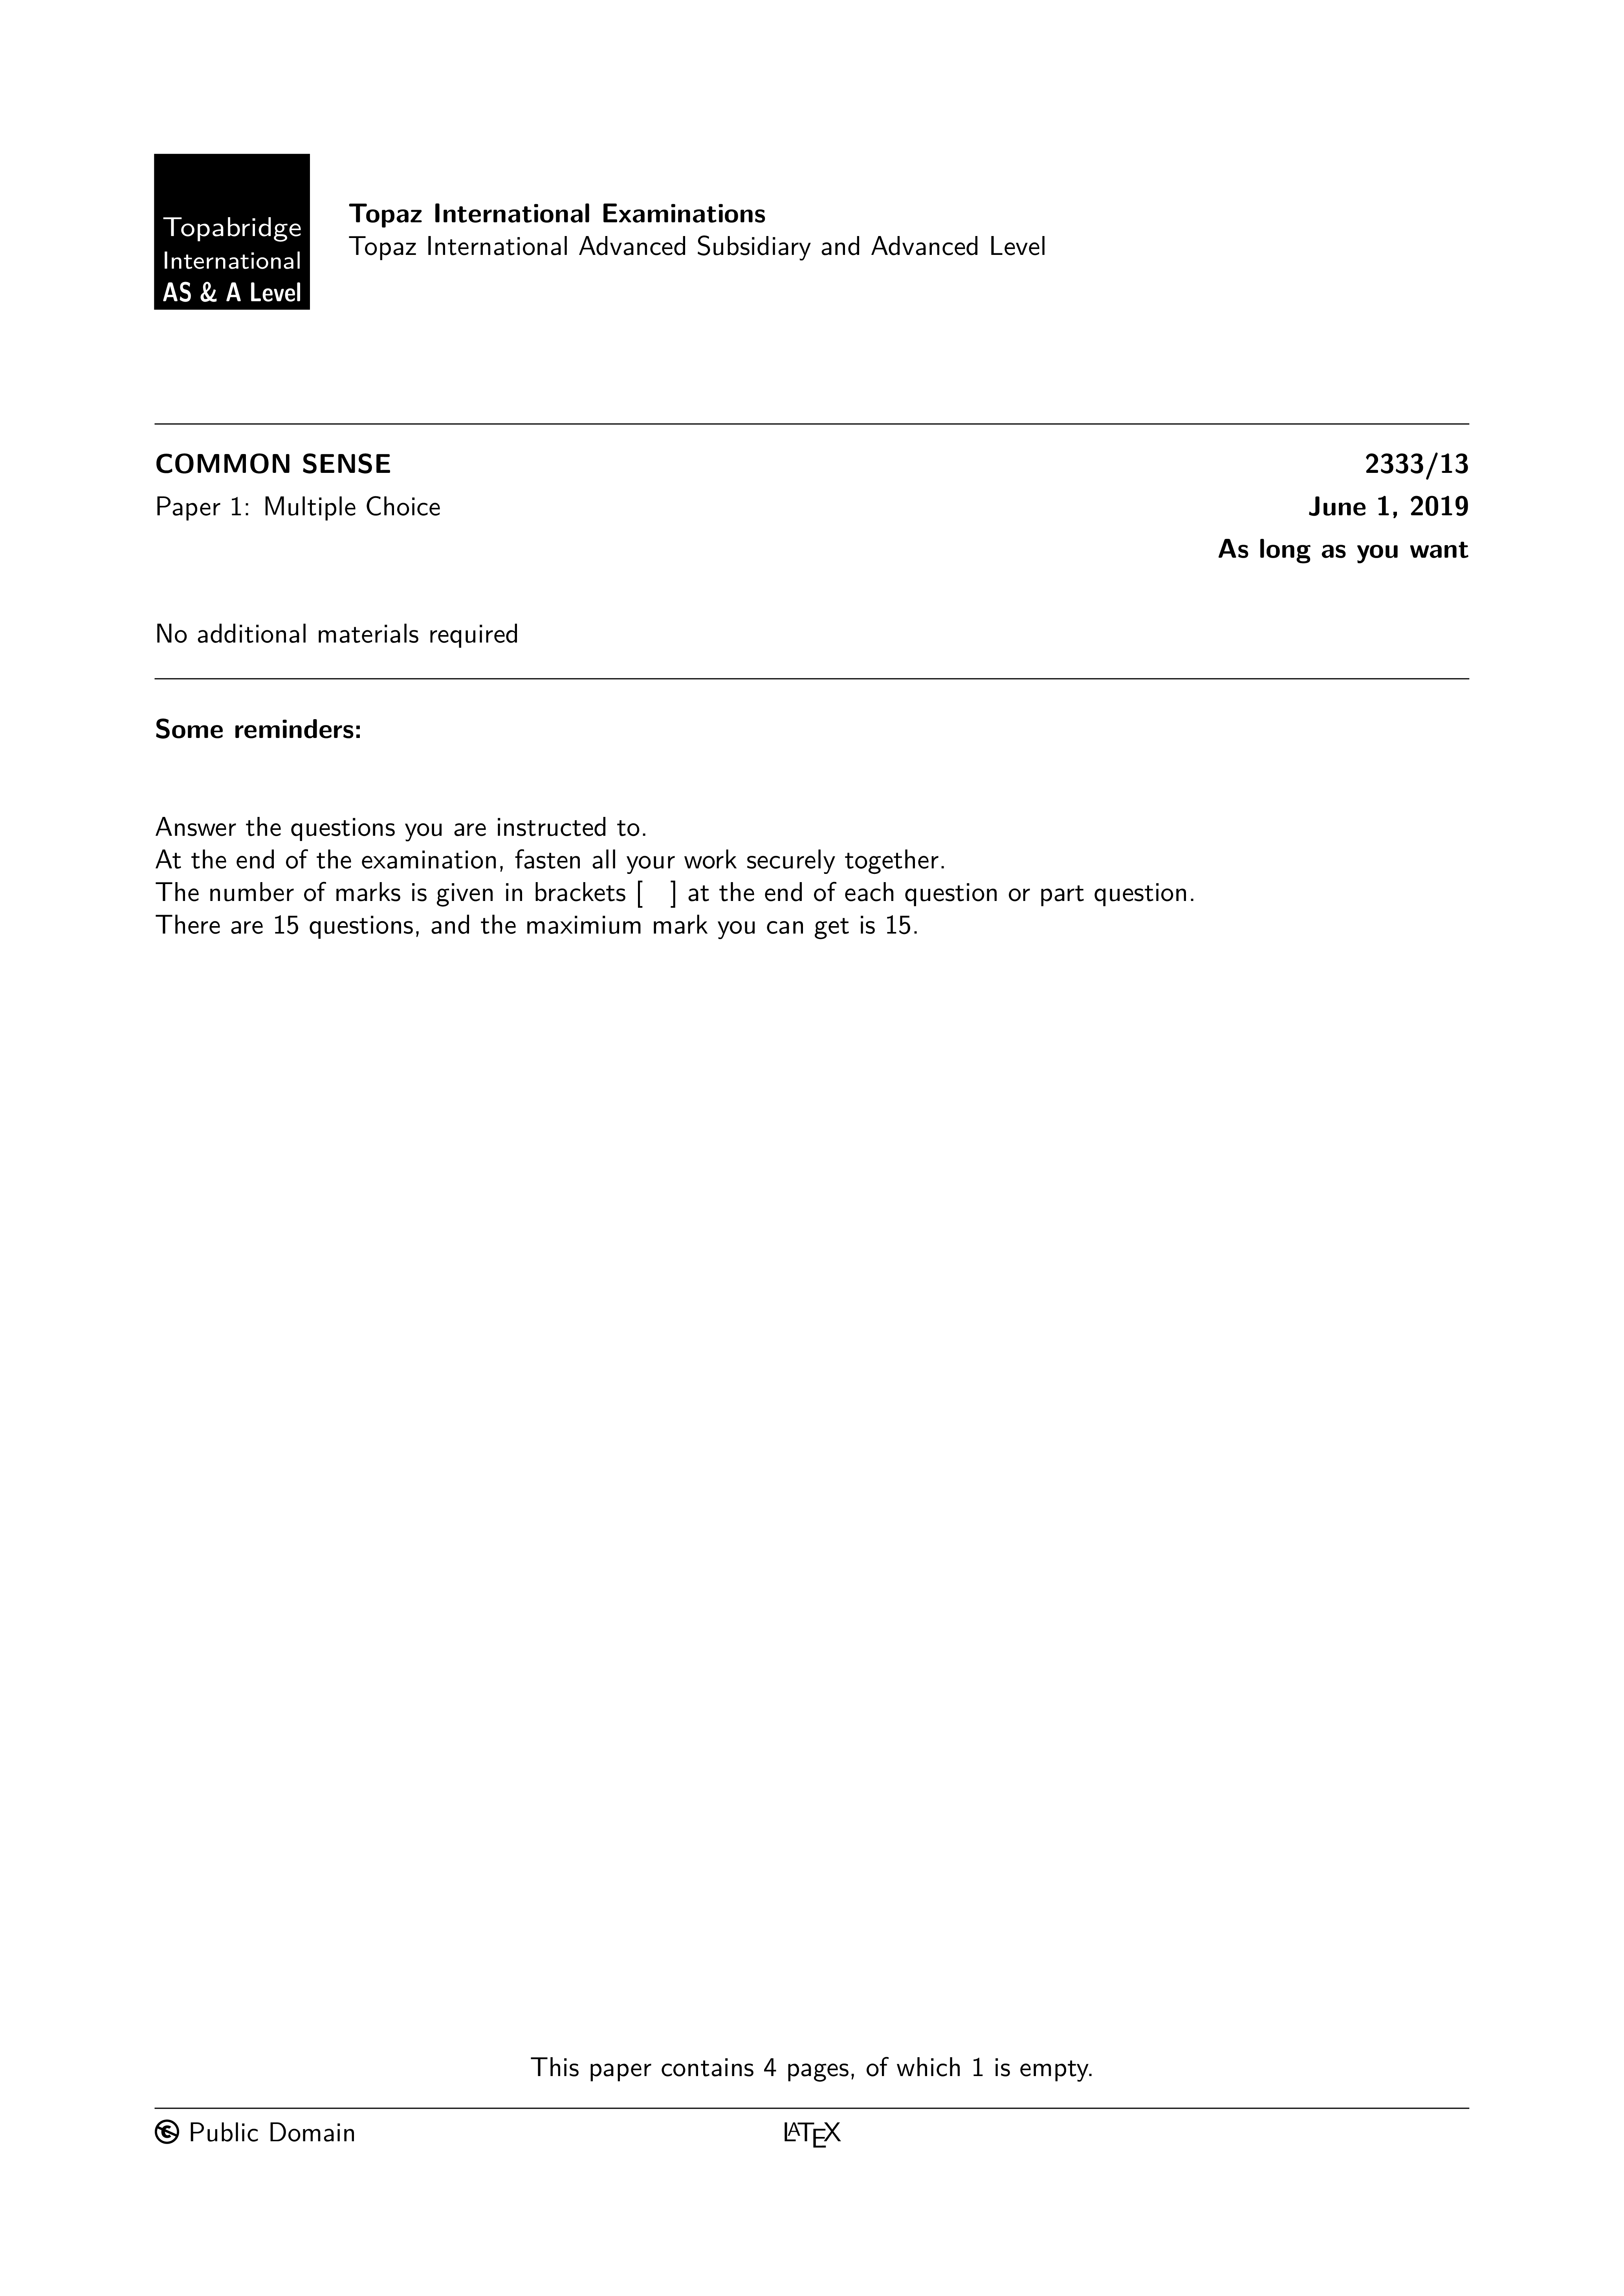 Topabridge
International
AS & A Level
Topaz International Examinations
Topaz International Advanced Subsidiary and Advanced Level
COMMON SENSE 2333/13
Paper 1: Multiple Choice June 1, 2019
As long as you want
No additional materials required
Some reminders:
Answer the questions you are instructed to.
At the end of the examination, fasten all your work securely together.
The number of marks is given in brackets [ ] at the end of each question or part question.
There are 15 questions, and the maximium mark you can get is 15.
This paper contains 4 pages, of which 1 is empty.
Public Domain LATEX